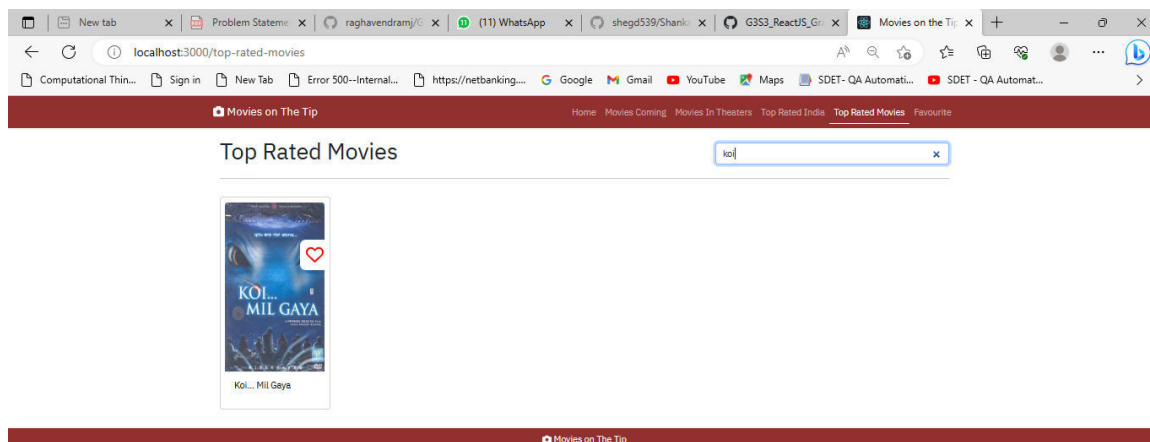 New tab Problem Stateme raghavendramj/G (11) WhatsApp shegd539/Shanka G3S3_ReactJS_Gra Movies on the Tip
localhost:3000/top-rated-movies
Computational Thin... Sign in New Tab Error 500--Internal... https://netbanking.... Google Gmail YouTube Maps SDET- QA Automati... SDET - QA Automat...
Movies on The Tip Home Movies Coming Movies In Theaters Top Rated India Top Rated Movies Favourite
Top Rated Movies koi
KOI...
MIL GAYA
Koi... Mil Gaya
Movies on The Tip